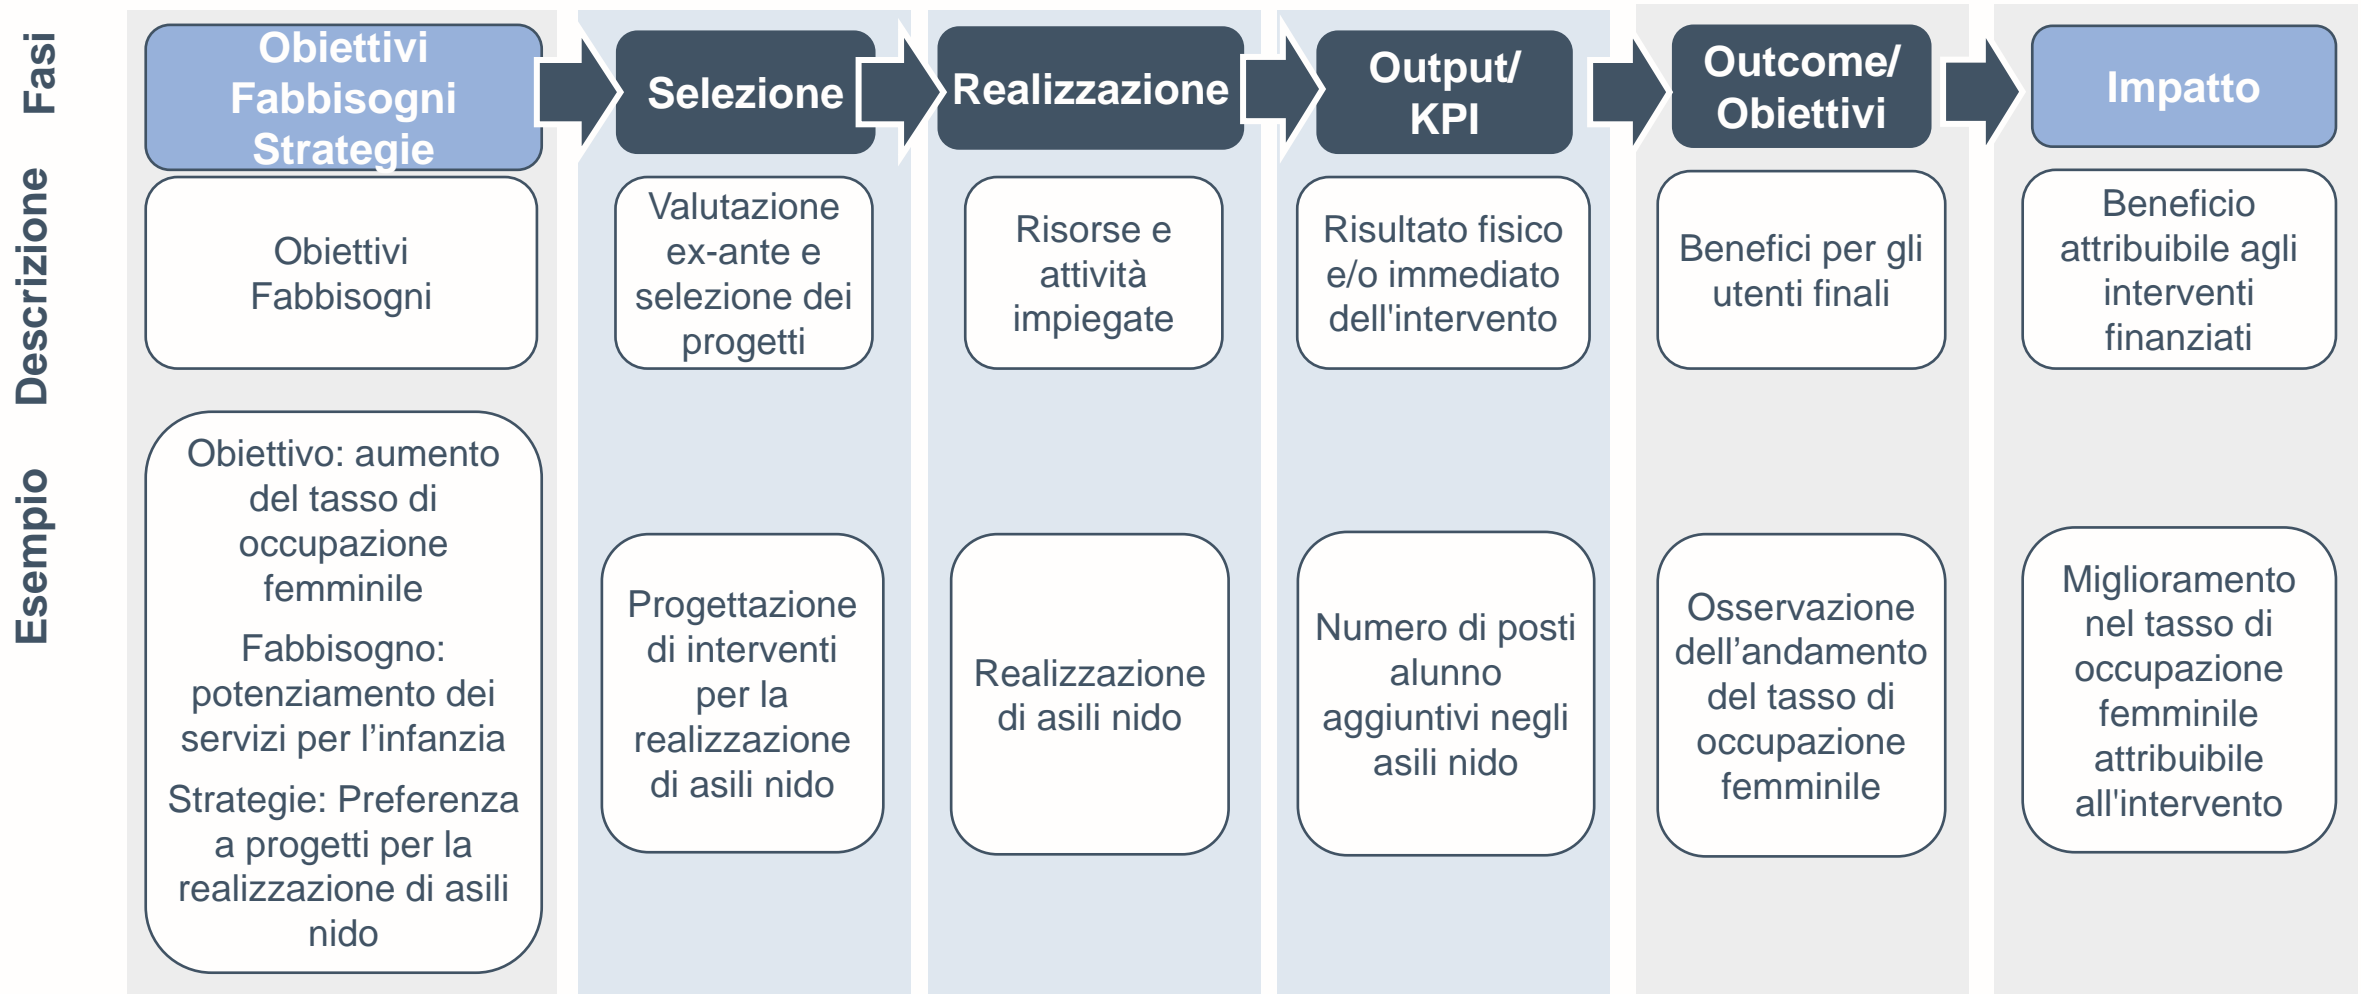 Fasi
Obiettivi
Fabbisogni
Strategie
Selezione
Realizzazione
Output/
KPI
Outcome/
Obiettivi
Impatto
Descrizione
Obiettivi
Fabbisogni
Valutazione
ex-ante e
selezione dei
progetti
Risorse e
attività
impiegate
Risultato fisico
e/o immediato
dell'intervento
Benefici per gli
utenti finali
Beneficio
attribuibile agli
interventi
finanziati
Esempio
Obiettivo: aumento
del tasso di
occupazione
femminile
Fabbisogno:
potenziamento dei
servizi per l’infanzia
Strategie: Preferenza
a progetti per la
realizzazione di asili
nido
Progettazione
di interventi
per la
realizzazione
di asili nido
Realizzazione
di asili nido
Numero di posti
alunno
aggiuntivi negli
asili nido
Osservazione
dell’andamento
del tasso di
occupazione
femminile
Miglioramento
nel tasso di
occupazione
femminile
attribuibile
all'intervento